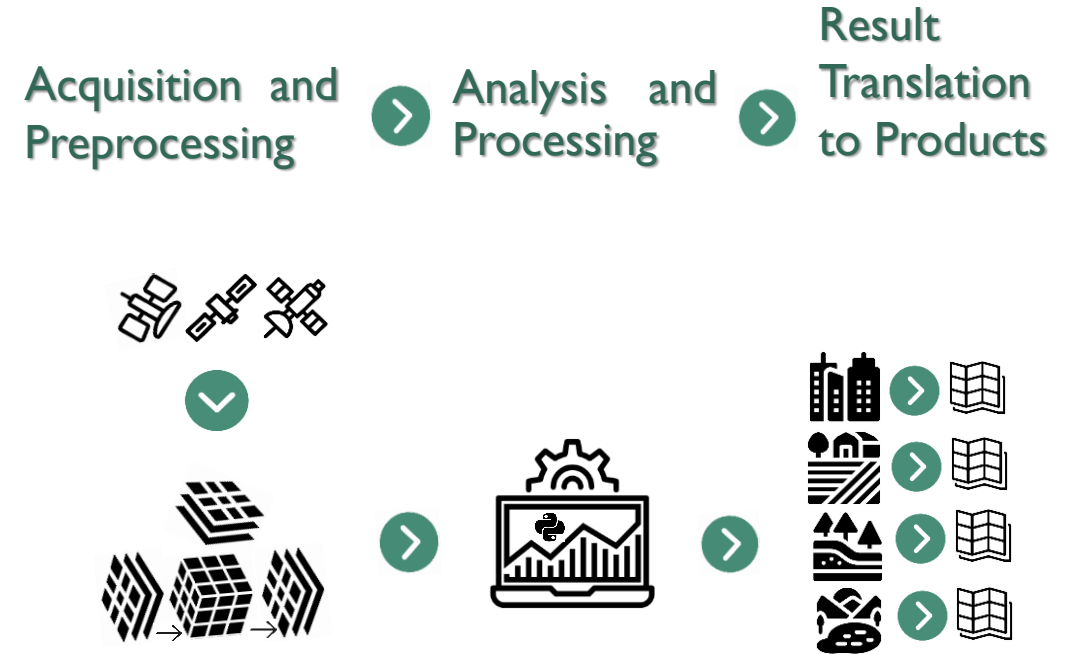 Acquisition and
Preprocessing
Analysis and
Processing
Result
Translation
to Products